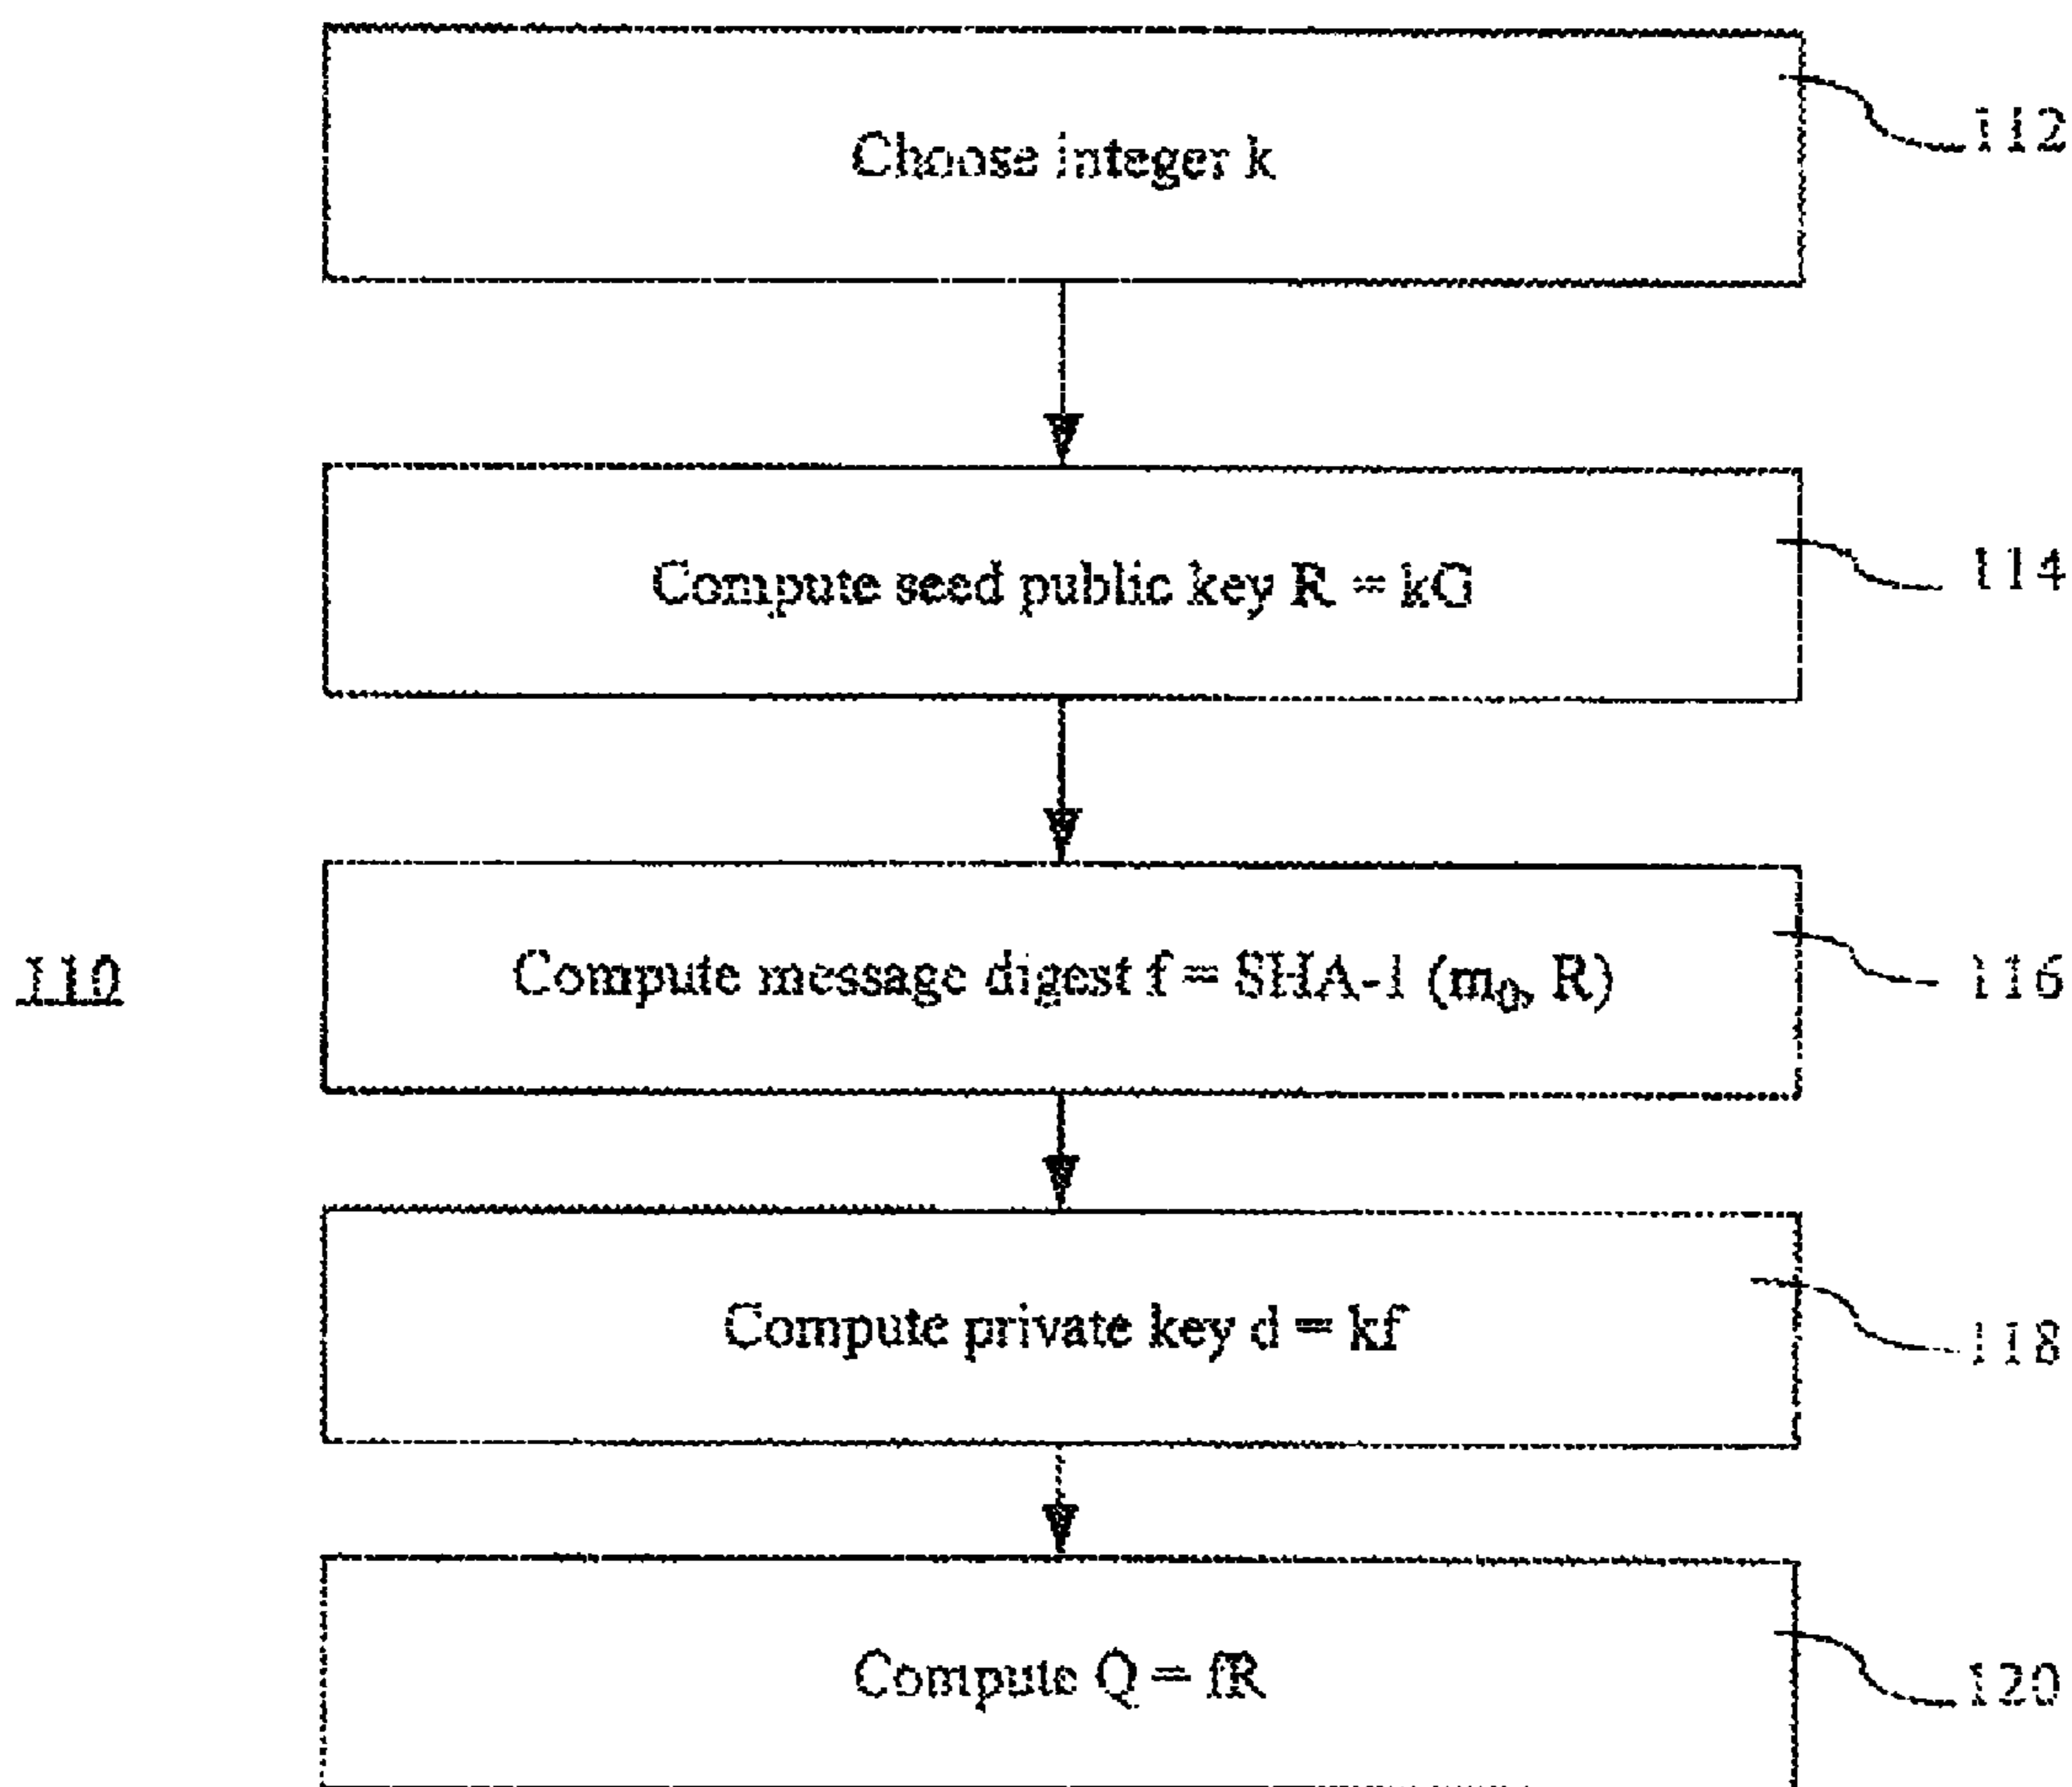 Choose integer k
112
Compute seed public key R = kG
114
110
Compute message digest f = SHA-1 (m₀, R)
116
Compute private key d = kf
118
Compute Q = fR
120